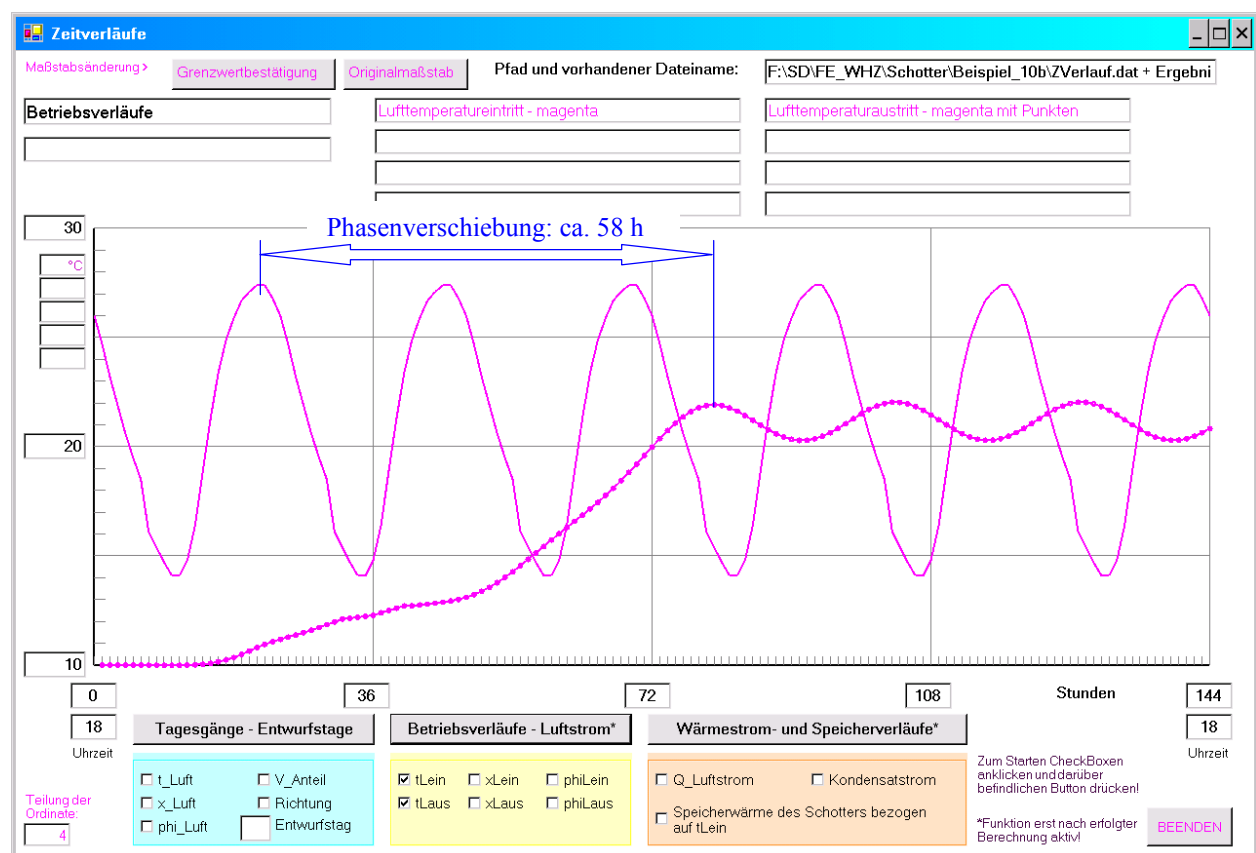 Zeitverläufe
Maßstabsänderung>
Grenzwertbestätigung
Originalmaßstab
Pfad und vorhandener Dateiname:
F:\SD\FE_WHZ\Schotter\Beispiel_10b\ZVerlauf.dat + Ergebni
Betriebsverläufe
Lufttemperatureintritt - magenta
Lufttemperaturaustritt - magenta mit Punkten
Phasenverschiebung: ca. 58 h
30
°C
20
10
0
36
72
108
Stunden
144
18
Uhrzeit
18
Uhrzeit
Tagesgänge - Entwurfstage
Betriebsverläufe - Luftstrom*
Wärmestrom- und Speicherverläufe*
t_Luft
V_Anteil
x_Luft
Richtung
phi_Luft
Entwurfstag
tLein
xLein
phiLein
tLaus
xLaus
phiLaus
Q_Luftstrom
Kondensatstrom
Speicherwärme des Schotters bezogen
auf tLein
Zum Starten CheckBoxen
anklicken und darüber
befindlichen Button drücken!
*Funktion erst nach erfolgter
Berechnung aktiv!
BEENDEN
Teilung der
Ordinate:
4